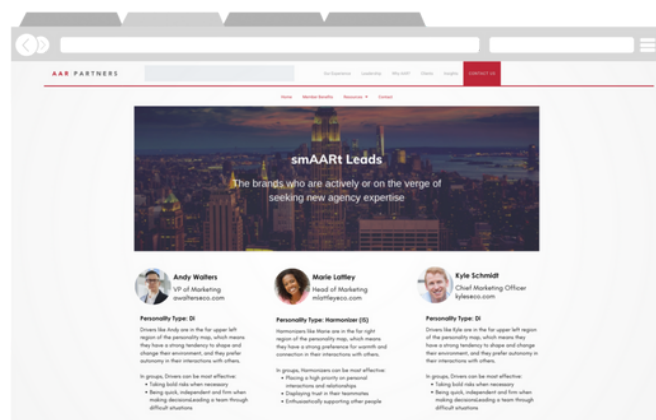 AAR PARTNERS
Our Experience Leadership Why AAR? Clients Insights CONTACT US
Home Member Benefits Resources Contact
smAARt Leads
The brands who are actively or on the verge of
seeking new agency expertise
Andy Walters
VP of Marketing
awalterseco.com
Personality Type: DI
Drivers like Andy are in the far upper left
region of the personality map, which means
they have a strong tendency to shape and
change their environment, and they prefer
autonomy in their interactions with others.
In groups, Drivers can be most effective:
• Taking bold risks when necessary
• Being quick, independent and firm when
making decisionsLeading a team through
difficult situations
Marie Lattley
Head of Marketing
mlattleyeco.com
Personality Type: Harmonizer (IS)
Harmonizers like Marie are in the far right
region of the personality map, which means
they have a strong preference for warmth and
connection in their interactions with others.
In groups, Harmonizers can be most effective:
• Placing a high priority on personal
interactions and relationships
• Displaying trust in their teammates
• Enthusiastically supporting other people
Kyle Schmidt
Chief Marketing Officer
kyleseco.com
Personality Type: DI
Drivers like Kyle are in the far upper left region
of the personality map, which means they
have a strong tendency to shape and change
their environment, and they prefer autonomy in
their interactions with others.
In groups, Drivers can be most effective:
• Taking bold risks when necessary
• Being quick, independent and firm when
making decisionsLeading a team through
difficult situations